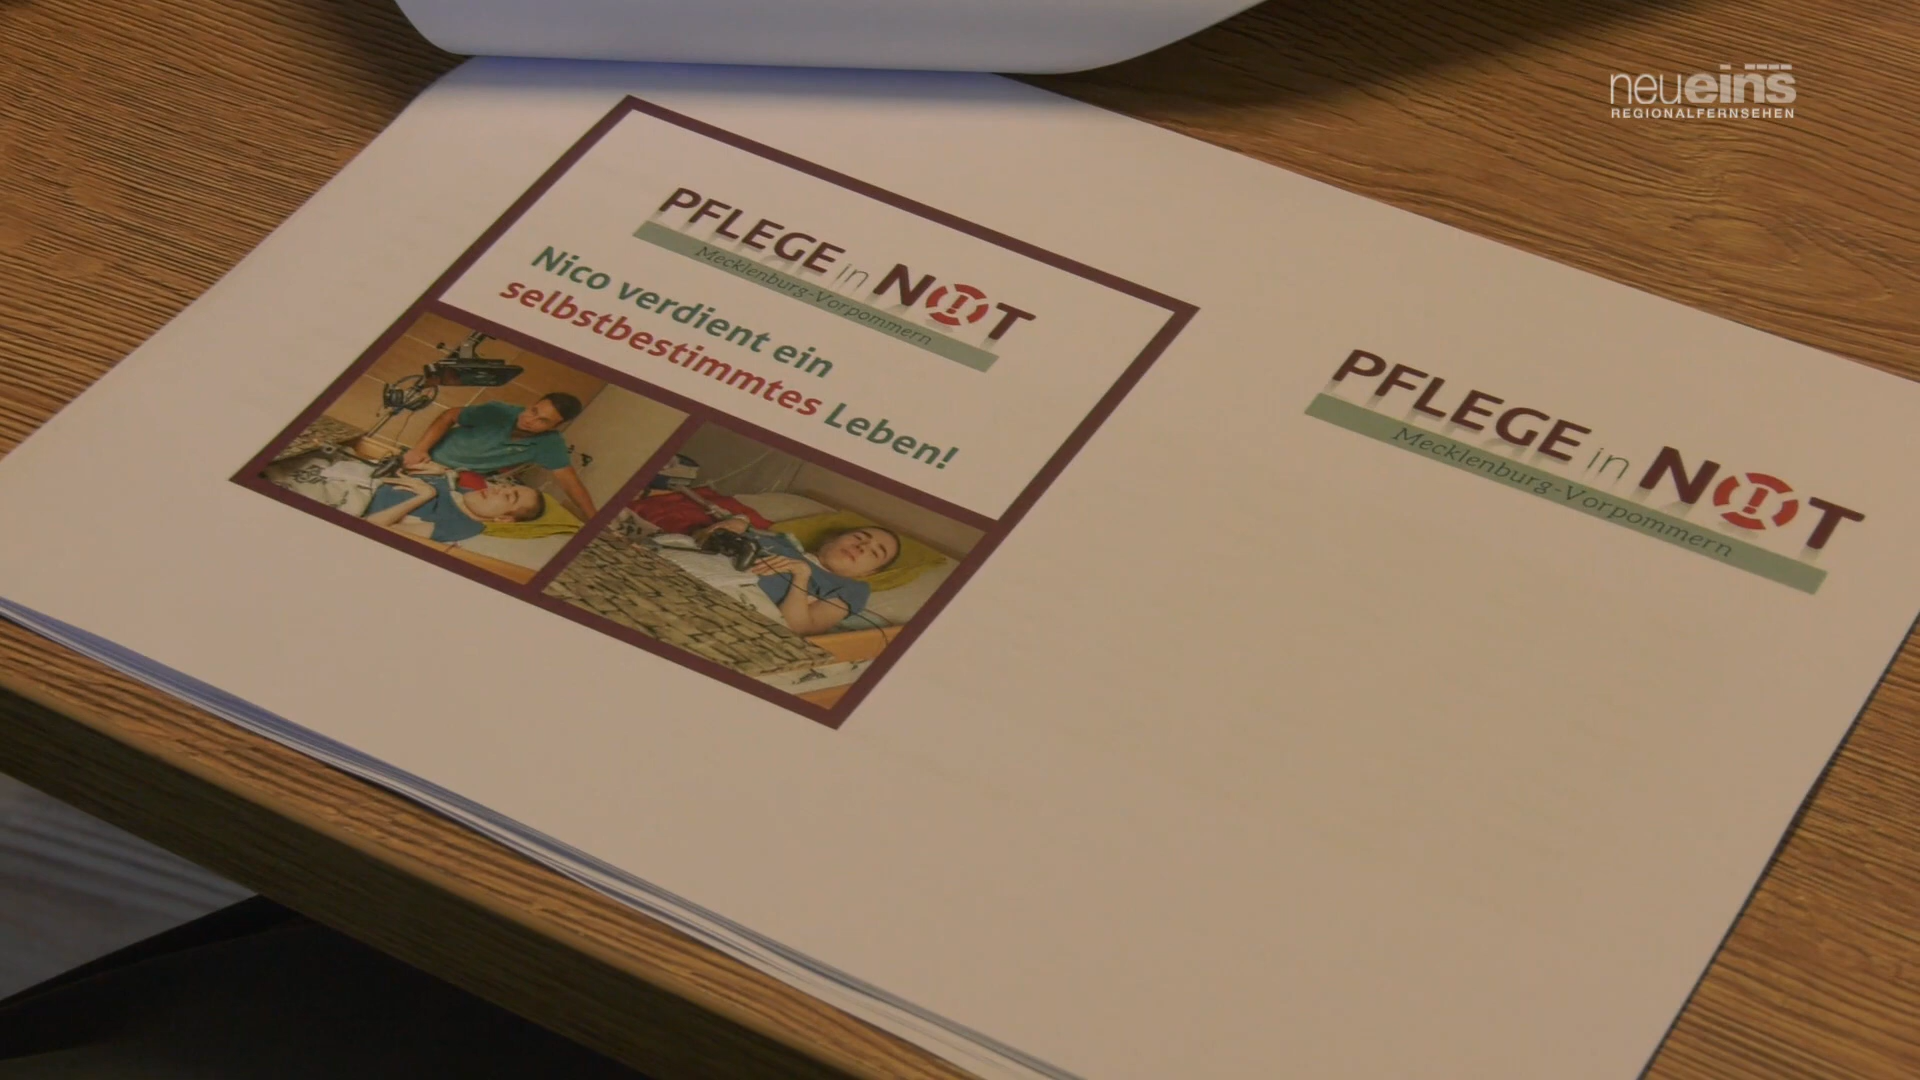 neueins
REGIONALFERNSEHEN
PFLEGE in NOT
Mecklenburg-Vorpommern
Nico verdient ein
selbstbestimmtes Leben!
PFLEGE in NOT
Mecklenburg-Vorpommern